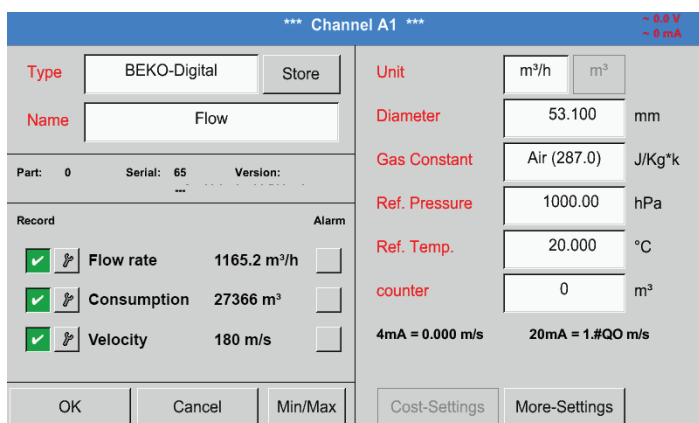 *** Channel A1 ***
~ 0.0 V
~ 0 mA
Type BEKO-Digital Store
Name Flow
Part: 0 Serial: 65 Version:
---
Record Alarm
Flow rate 1165.2 m³/h
Consumption 27366 m³
Velocity 180 m/s
OK Cancel Min/Max
Unit m³/h m³
Diameter 53.100 mm
Gas Constant Air (287.0) J/Kg*k
Ref. Pressure 1000.00 hPa
Ref. Temp. 20.000 °C
counter 0 m³
4mA = 0.000 m/s 20mA = 1.#QO m/s
Cost-Settings More-Settings